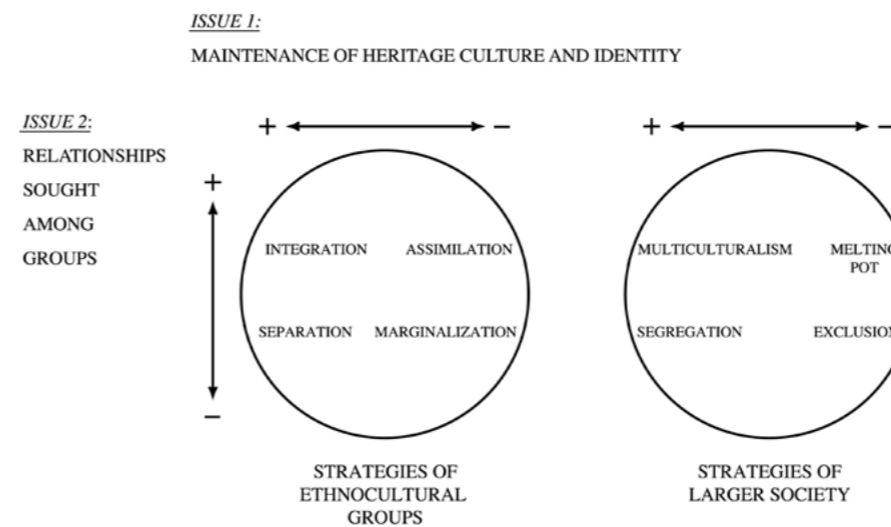 ISSUE 1:
MAINTENANCE OF HERITAGE CULTURE AND IDENTITY
ISSUE 2:
RELATIONSHIPS
SOUGHT
AMONG
GROUPS
+ −
+ −
+
−
INTEGRATION ASSIMILATION
SEPARATION MARGINALIZATION
MULTICULTURALISM MELTING
POT
SEGREGATION EXCLUSION
STRATEGIES OF
ETHNOCULTURAL
GROUPS
STRATEGIES OF
LARGER SOCIETY